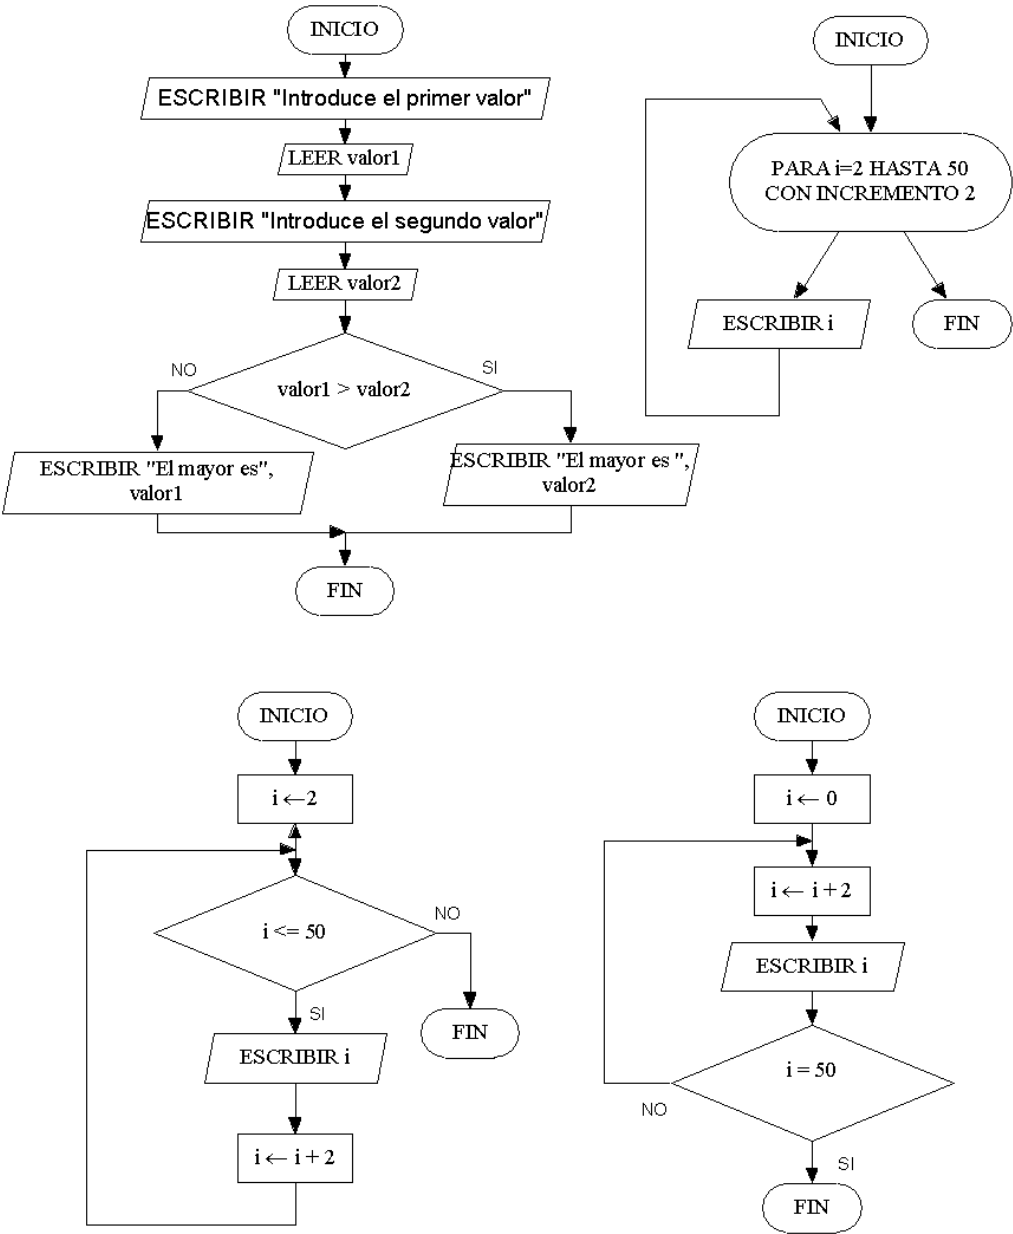 INICIO
ESCRIBIR "Introduce el primer valor"
LEER valor1
ESCRIBIR "Introduce el segundo valor"
LEER valor2
valor1 > valor2
NO
SI
ESCRIBIR "El mayor es",
valor1
ESCRIBIR "El mayor es ",
valor2
FIN
INICIO
PARA i=2 HASTA 50
CON INCREMENTO 2
ESCRIBIR i
FIN
INICIO
i ←2
i <= 50
NO
SI
FIN
ESCRIBIR i
i ← i + 2
INICIO
i ← 0
i ← i + 2
ESCRIBIR i
i = 50
NO
SI
FIN